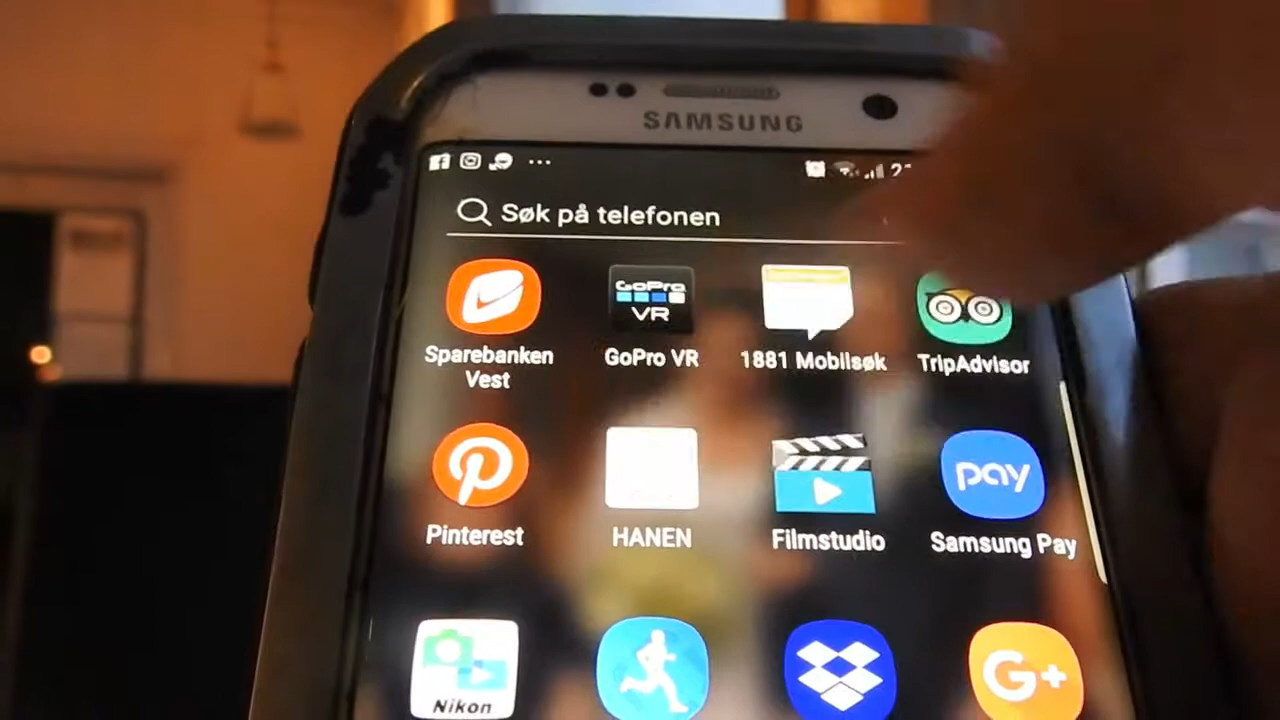 SAMSUNG
Søk på telefonen
GoPro
VR
Sparebanken
Vest
GoPro VR
1881 Mobilsøk
TripAdvisor
pay
Pinterest
HANEN
Filmstudio
Samsung Pay
Nikon
G+